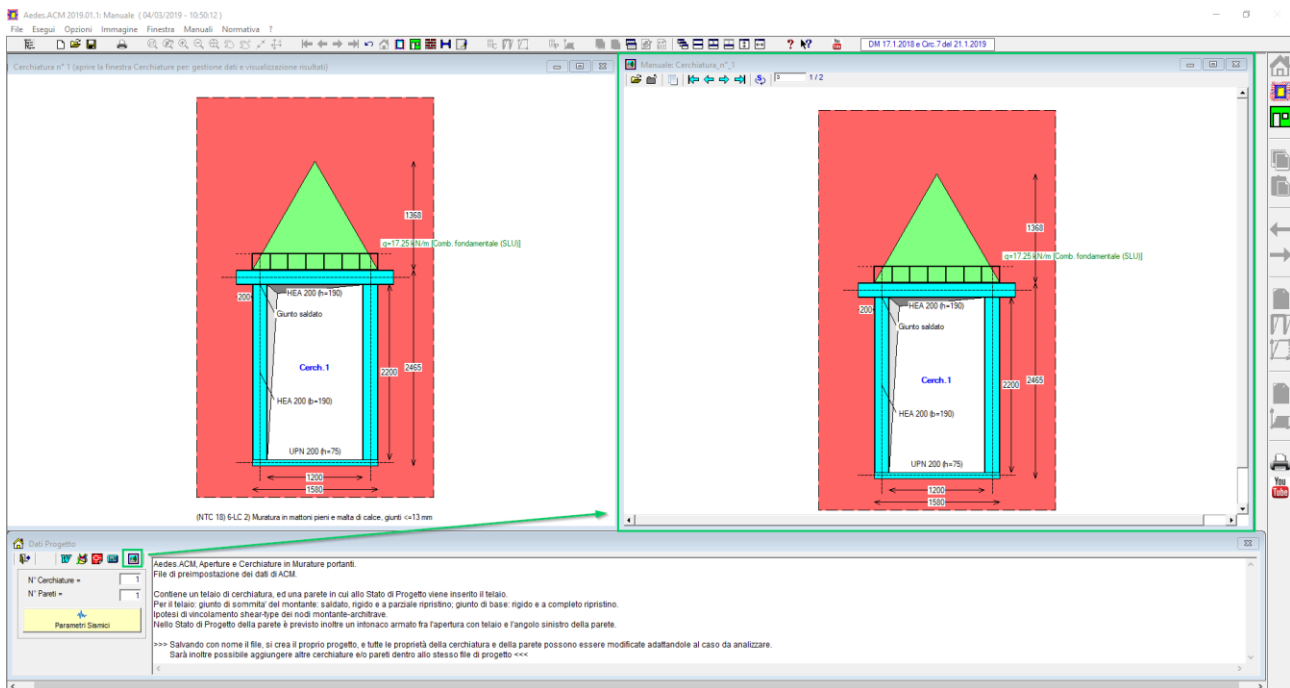 Aedes.ACM 2019.01.1: Manuale ( 04/03/2019 - 10:50:12 )
File Esegui Opzioni Immagine Finestra Manuali Normativa ?
DM 17.1.2018 e Circ.7 del 21.1.2019
Cerchiatura n° 1 (aprire la finestra Cerchiature per: gestione dati e visualizzazione risultati)
1368
q=17.25 kN/m [Comb. fondamentale (SLU)]
200
HEA 200 (h=190)
Giunto saldato
Cerch.1
2200
2465
HEA 200 (b=190)
UPN 200 (h=75)
1200
1580
(NTC 18) 6-LC 2) Muratura in mattoni pieni e malta di calce, giunti <=13 mm
Manuale: Cerchiatura_n°_1
1 / 2
1368
q=17.25 kN/m [Comb. fondamentale (SLU)]
200
HEA 200 (h=190)
Giunto saldato
Cerch.1
2200
2465
HEA 200 (b=190)
UPN 200 (h=75)
1200
1580
You
Tube
Dati Progetto
N° Cerchiature = 1
N° Pareti = 1
Parametri Sismici
Aedes.ACM, Aperture e Cerchiature in Murature portanti.
File di preimpostazione dei dati di ACM.
Contiene un telaio di cerchiatura, ed una parete in cui allo Stato di Progetto viene inserito il telaio.
Per il telaio: giunto di sommita' del montante: saldato, rigido e a parziale ripristino; giunto di base: rigido e a completo ripristino.
Ipotesi di vincolamento shear-type dei nodi montante-architrave.
Nello Stato di Progetto della parete è previsto inoltre un intonaco armato fra l'apertura con telaio e l'angolo sinistro della parete.
>>> Salvando con nome il file, si crea il proprio progetto, e tutte le proprietà della cerchiatura e della parete possono essere modificate adattandole al caso da analizzare.
Sarà inoltre possibile aggiungere altre cerchiature e/o pareti dentro allo stesso file di progetto <<<